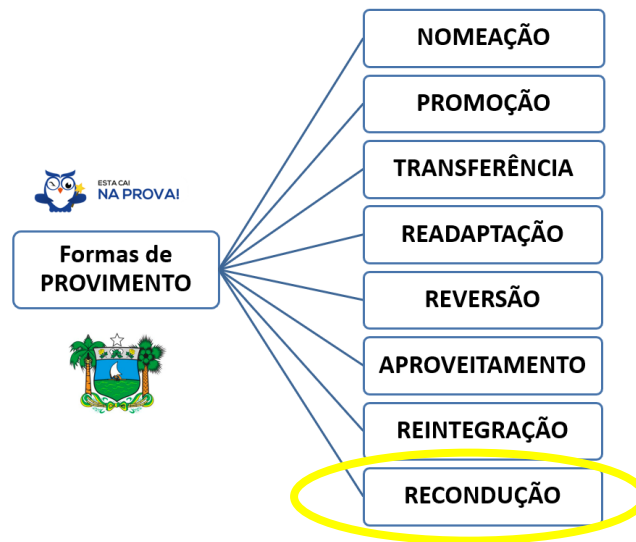 NOMEAÇÃO
PROMOÇÃO
TRANSFERÊNCIA
ESTA CAI
NA PROVA!
READAPTAÇÃO
Formas de
PROVIMENTO
REVERSÃO
APROVEITAMENTO
REINTEGRAÇÃO
RECONDUÇÃO